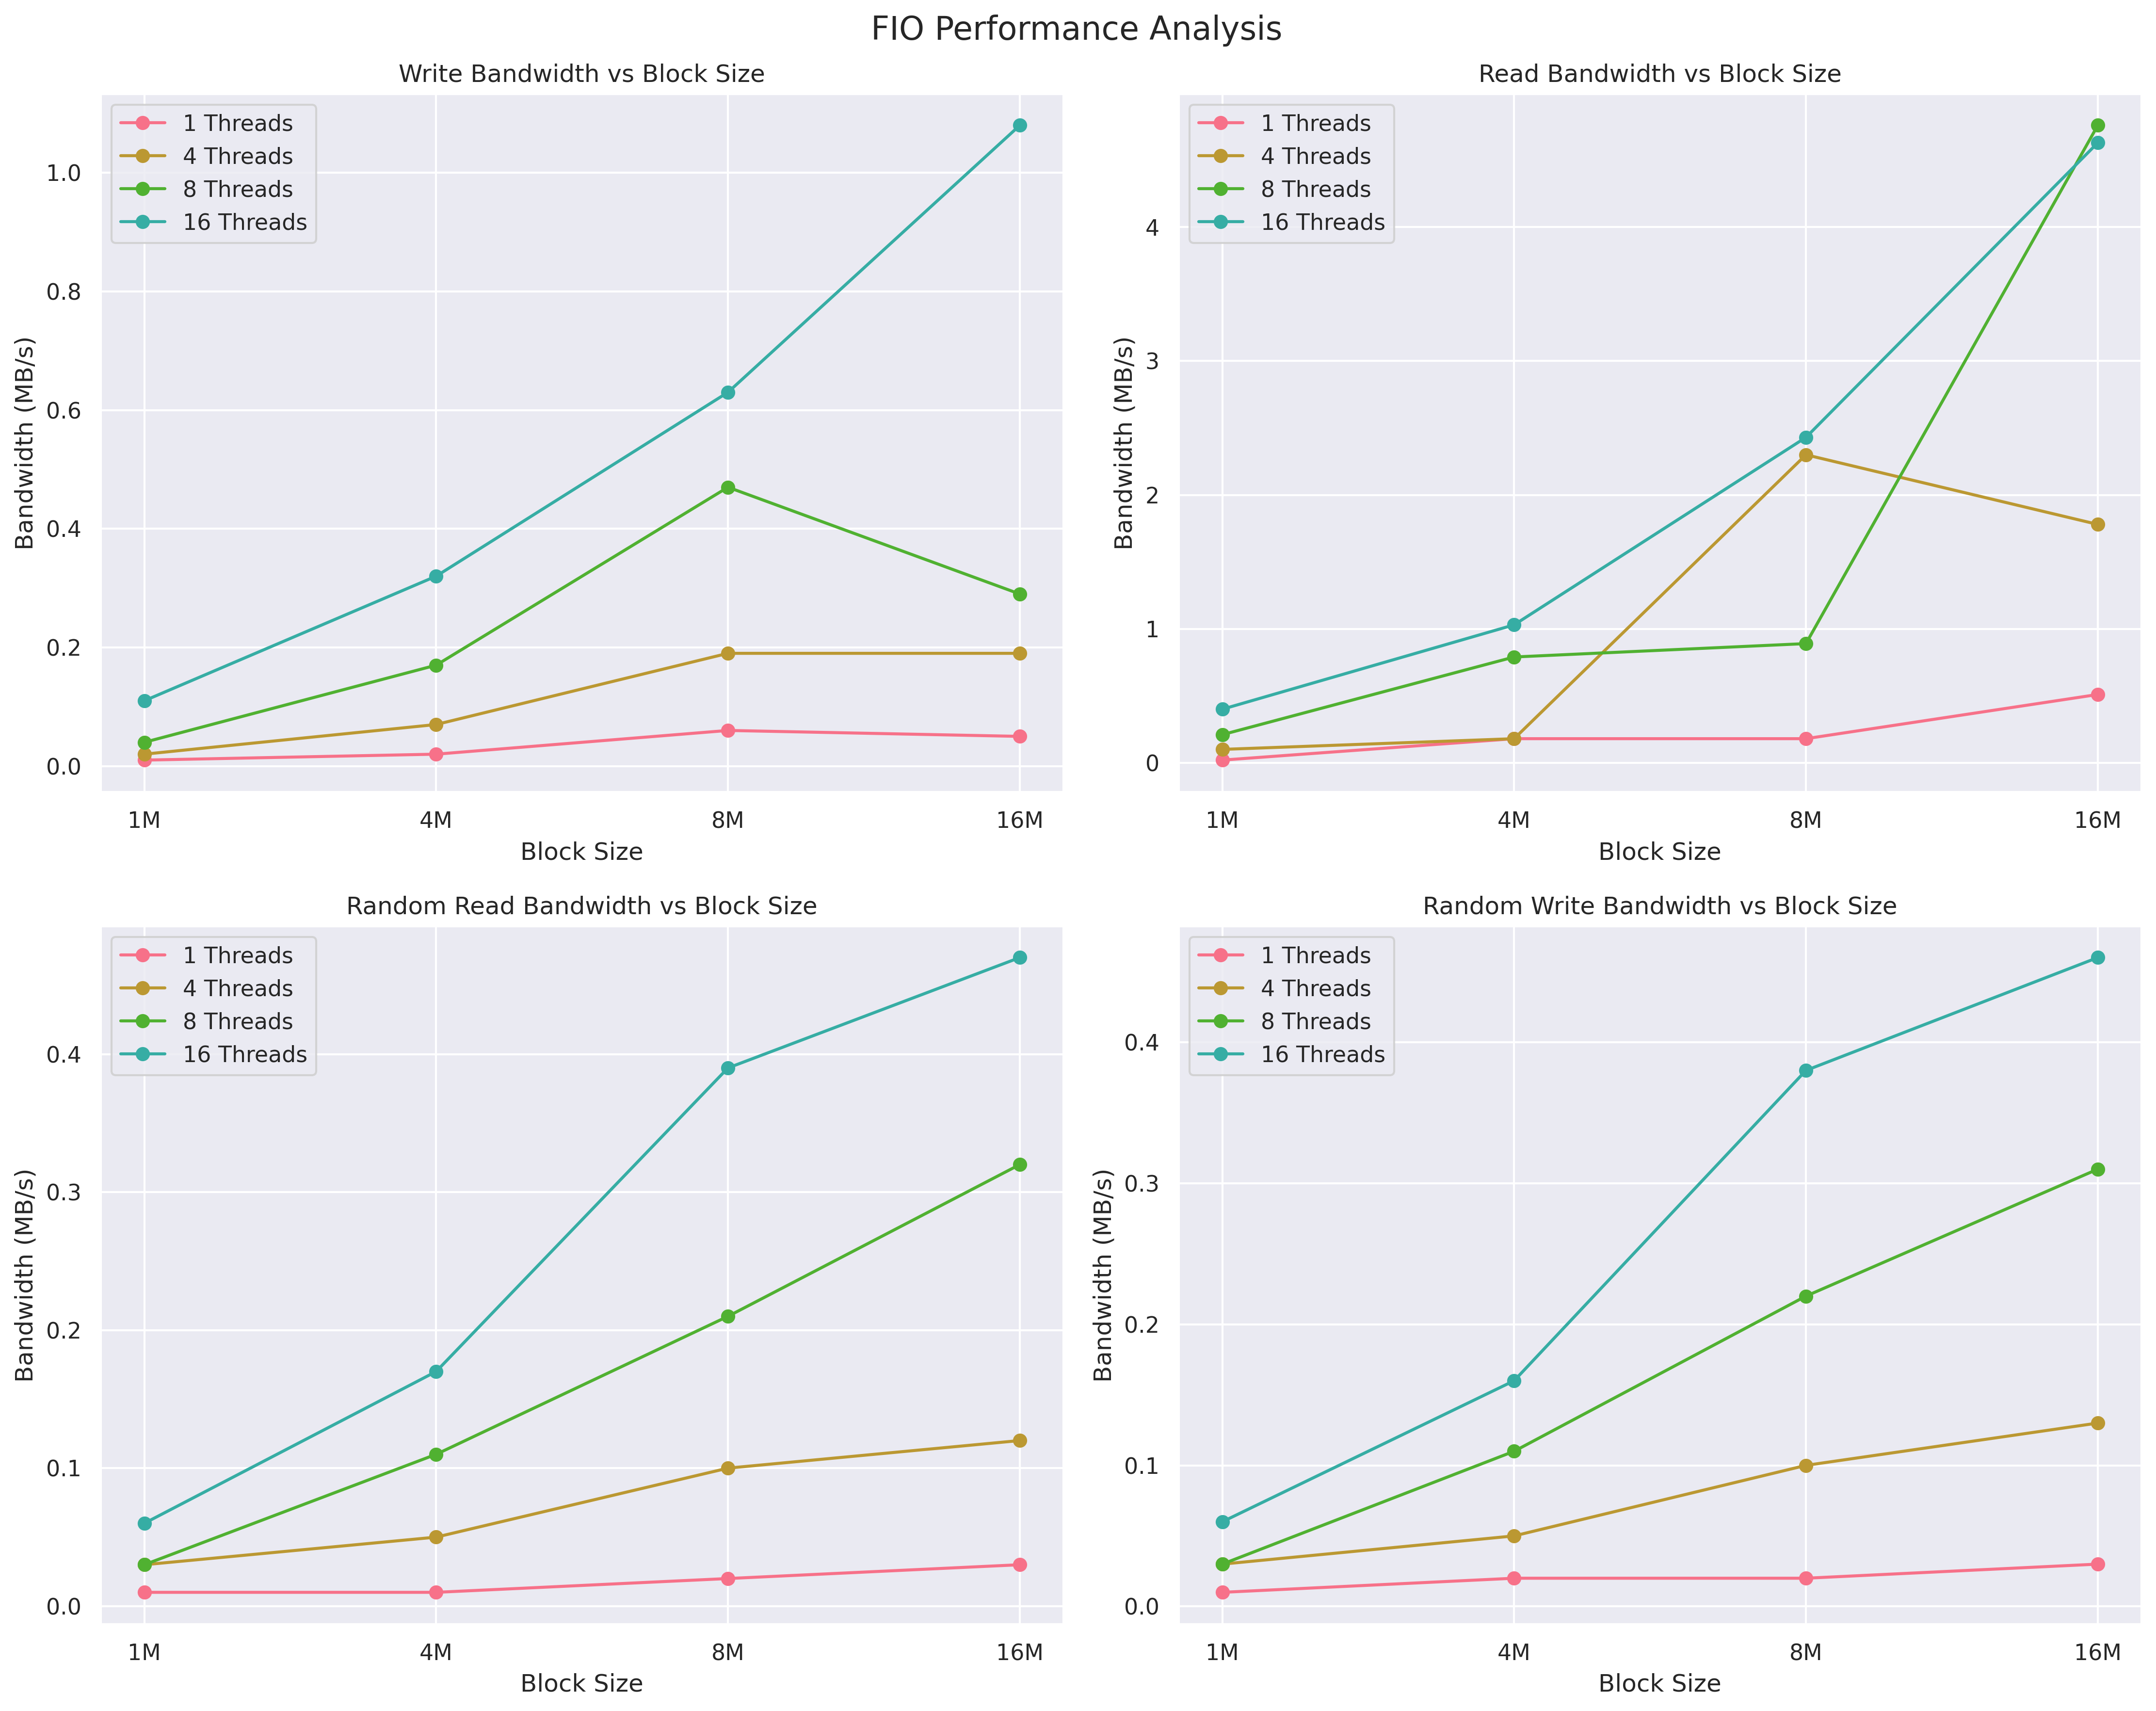 FIO Performance Analysis
Write Bandwidth vs Block Size
1 Threads
4 Threads
8 Threads
16 Threads
Bandwidth (MB/s)
1.0
0.8
0.6
0.4
0.2
0.0
1M 4M 8M 16M
Block Size
Read Bandwidth vs Block Size
1 Threads
4 Threads
8 Threads
16 Threads
Bandwidth (MB/s)
4
3
2
1
0
1M 4M 8M 16M
Block Size
Random Read Bandwidth vs Block Size
1 Threads
4 Threads
8 Threads
16 Threads
Bandwidth (MB/s)
0.4
0.3
0.2
0.1
0.0
1M 4M 8M 16M
Block Size
Random Write Bandwidth vs Block Size
1 Threads
4 Threads
8 Threads
16 Threads
Bandwidth (MB/s)
0.4
0.3
0.2
0.1
0.0
1M 4M 8M 16M
Block Size